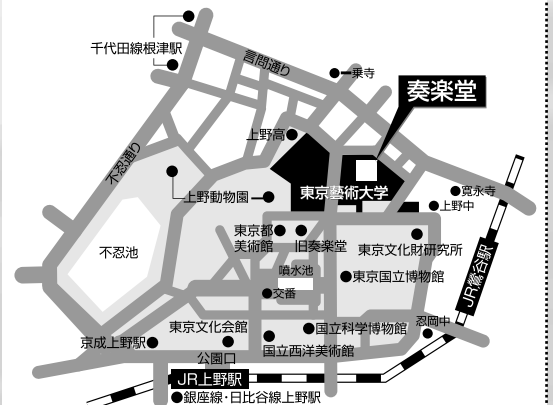 千代田線根津駅
言問通り
乗寺
奏楽堂
上野高
不忍通り
上野動物園
東京藝術大学
寛永寺
上野中
東京都
美術館
旧奏楽堂
東京文化財研究所
不忍池
噴水池
東京国立博物館
交番
JR鶯谷駅
東京文化会館
国立科学博物館
忍岡中
京成上野駅
公園口
国立西洋美術館
JR上野駅
銀座線・日比谷線上野駅